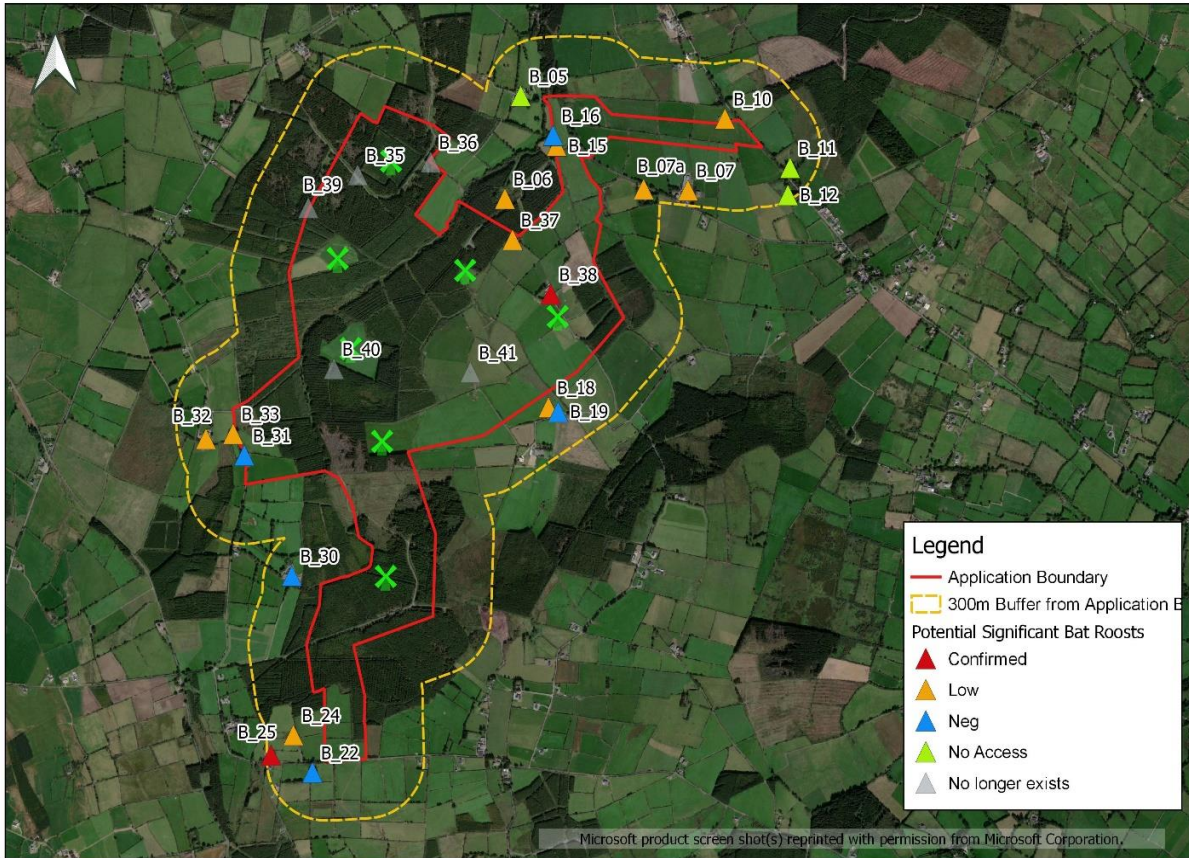 B_05
B_10
B_16
B_15
B_36
B_35
B_11
B_07a
B_07
B_06
B_12
B_39
B_37
B_38
B_40
B_41
B_18
B_19
B_32
B_33
B_31
B_30
B_24
B_25
B_22
Legend
Application Boundary
300m Buffer from Application B
Potential Significant Bat Roosts
Confirmed
Low
Neg
No Access
No longer exists
Microsoft product screen shot(s) reprinted with permission from Microsoft Corporation.